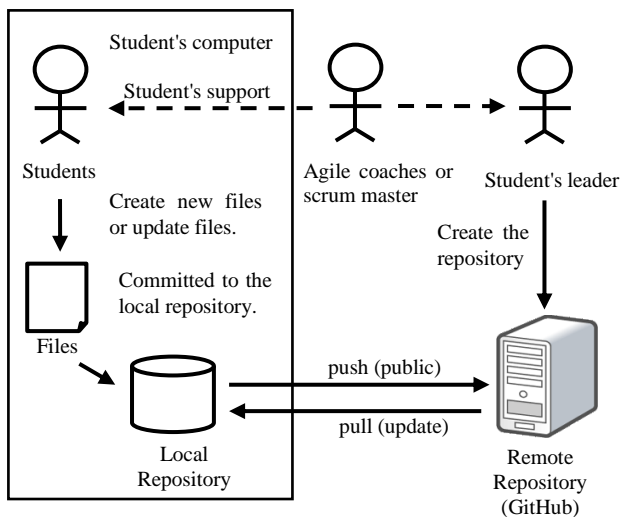 Student's computer
Student's support
Students
Agile coaches or
scrum master
Student's leader
Create new files
or update files.
Create the
repository
Committed to the
local repository.
Files
push (public)
pull (update)
Local
Repository
Remote
Repository
(GitHub)